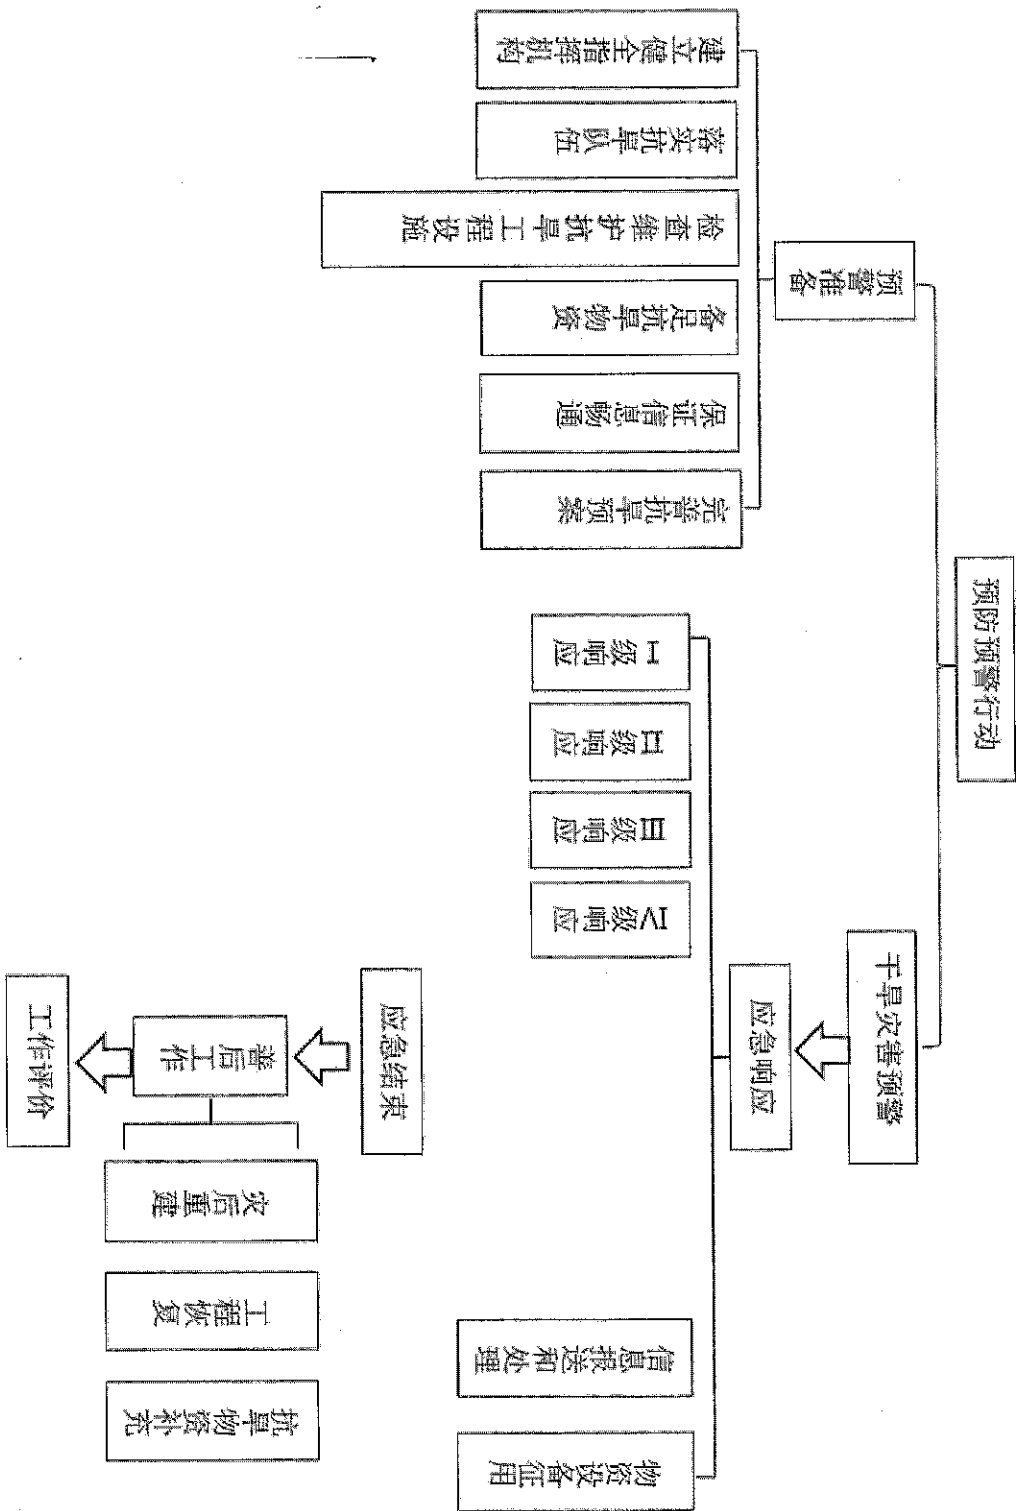 预防预警行动
预警准备
干旱灾害预警
建立健全指挥机构
落实抗旱队伍
检查维护抗旱工程设施
备足抗旱物资
保证信息畅通
完善抗旱预案
应急响应
I级响应
II级响应
III级响应
IV级响应
信息报送和处理
物资设备征用
应急结束
善后工作
灾后重建
工程恢复
抗旱物资补充
工作评价